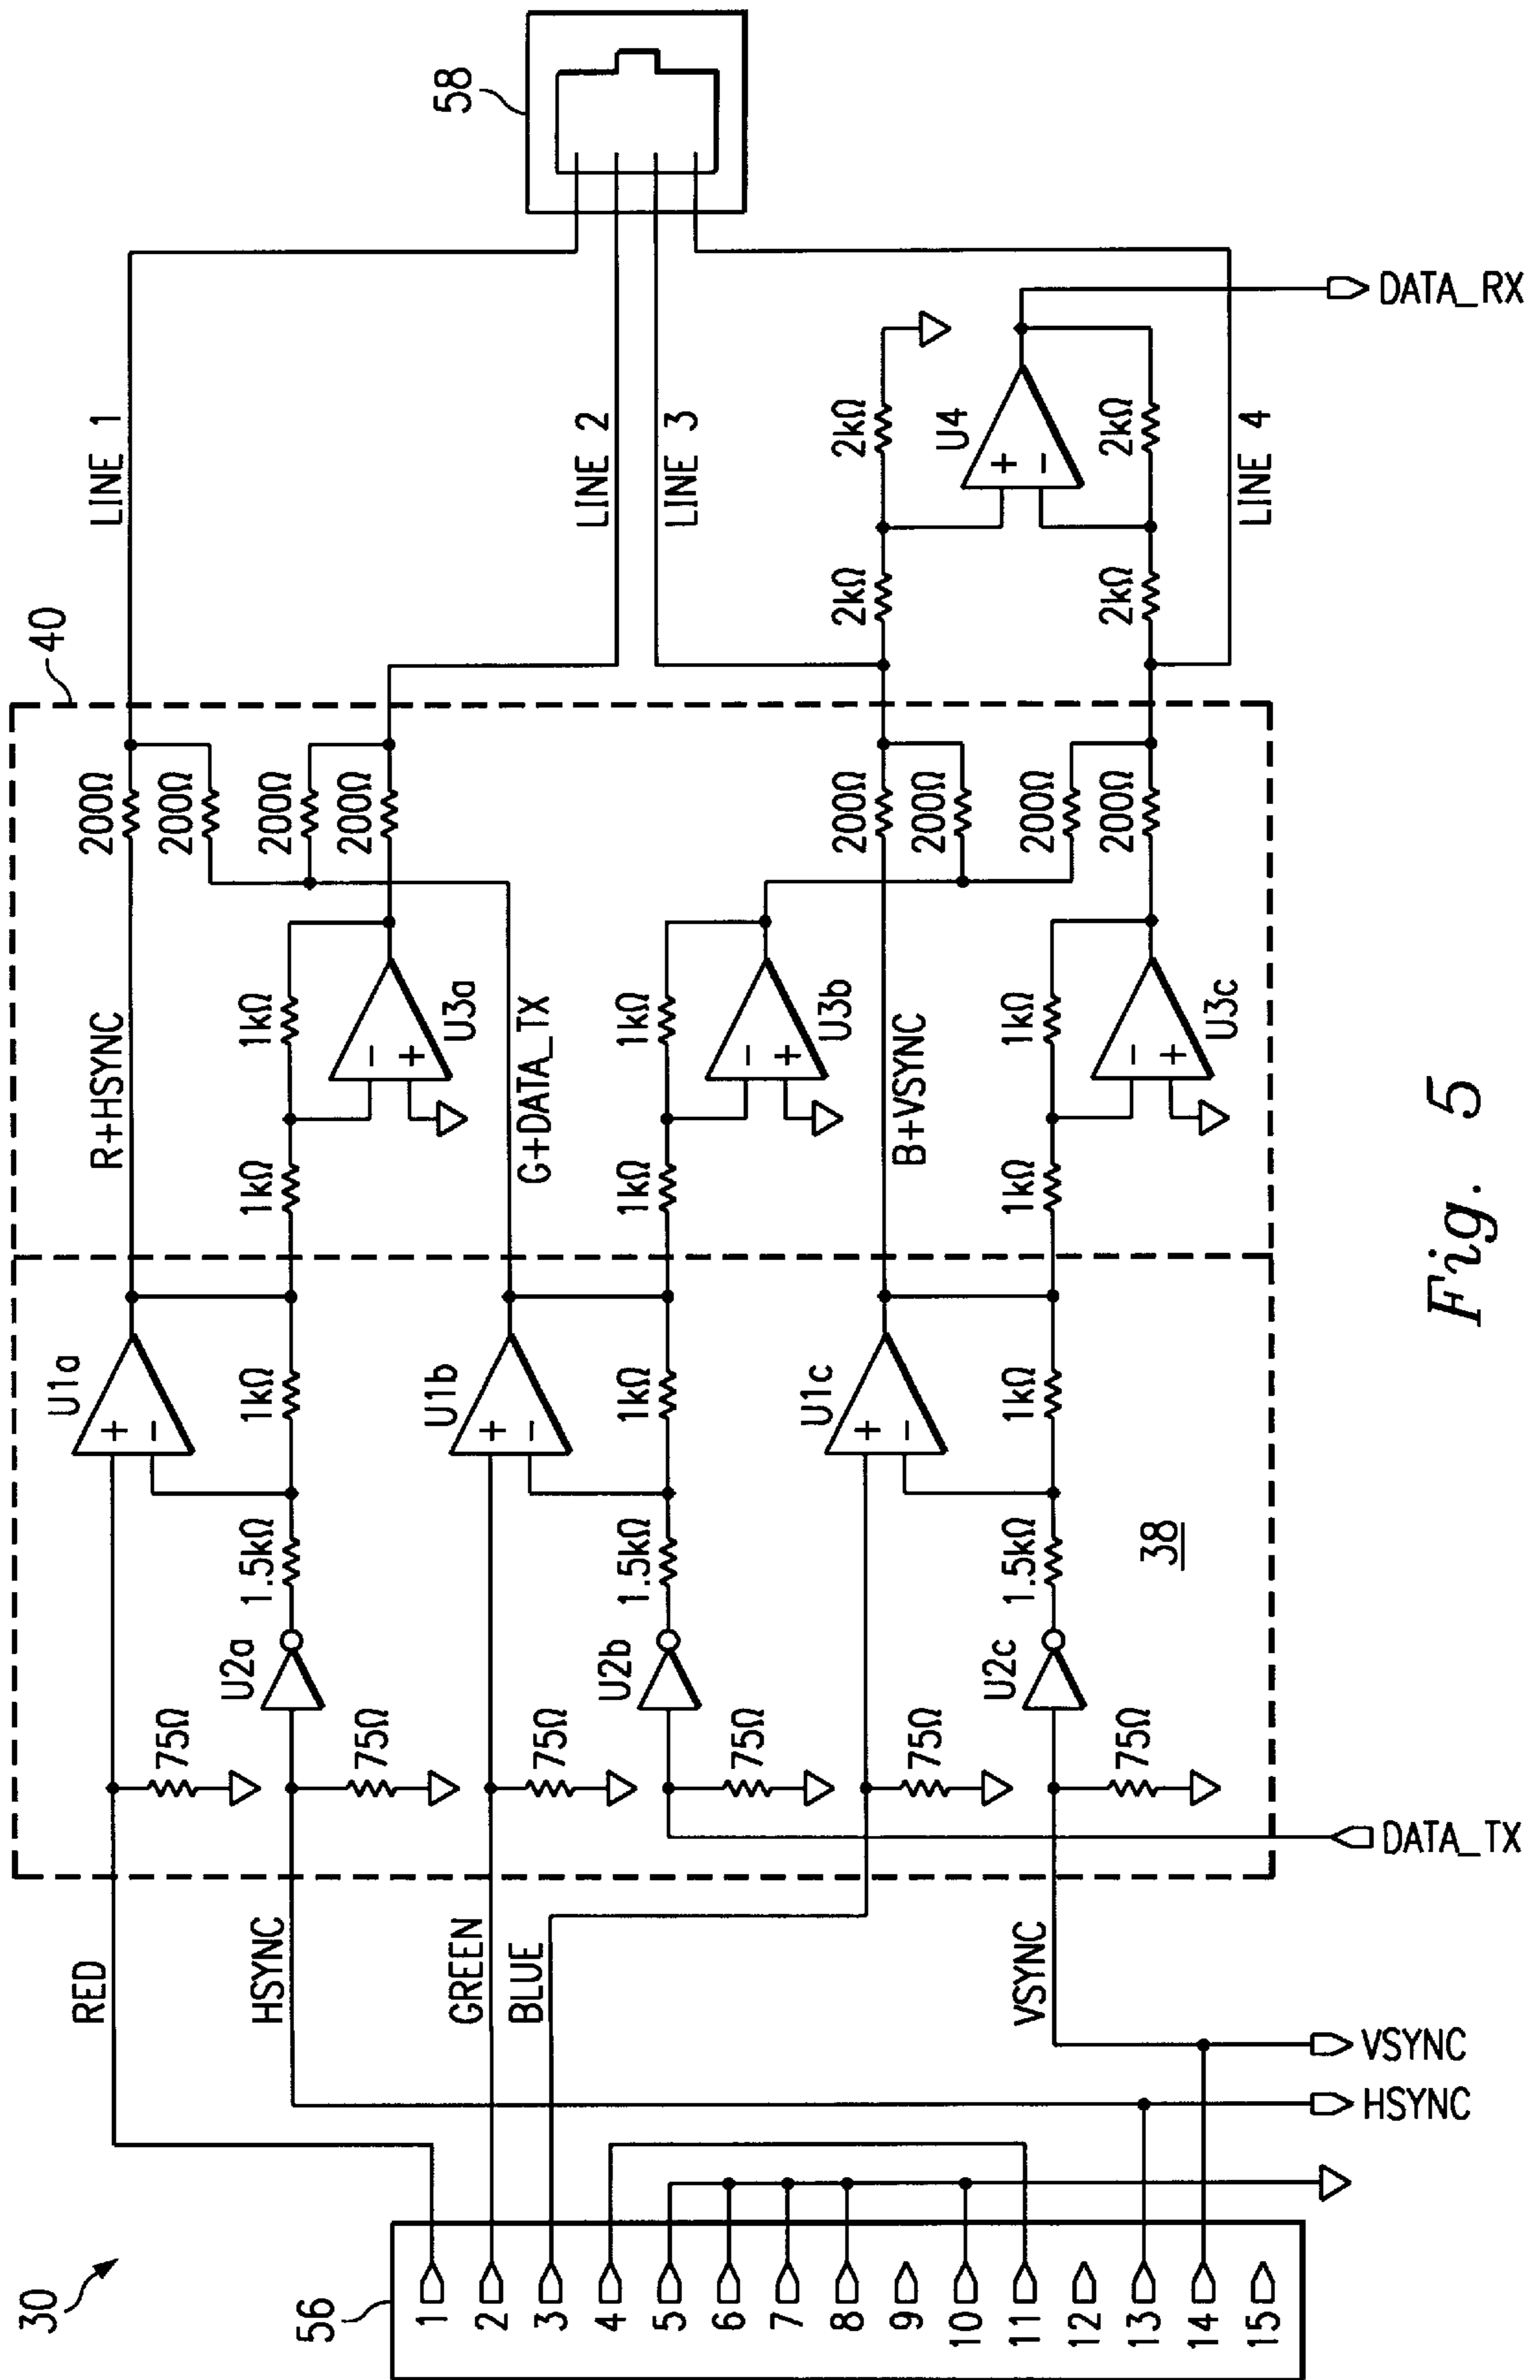 30
56
1
2
3
4
5
6
7
8
9
10
11
12
13
14
15
RED
HSYNC
GREEN
BLUE
VSYNC
VSYNC
HSYNC
75Ω
75Ω
75Ω
75Ω
75Ω
75Ω
DATA_TX
U2a
U2b
U2c
1.5kΩ
1.5kΩ
1.5kΩ
38
U1a
+
−
1kΩ
U1b
+
−
1kΩ
U1c
+
−
1kΩ
R+HSYNC
1kΩ
1kΩ
−
+
U3a
G+DATA_TX
1kΩ
1kΩ
−
+
U3b
B+VSYNC
1kΩ
1kΩ
−
+
U3c
200Ω
200Ω
200Ω
200Ω
200Ω
200Ω
200Ω
200Ω
40
LINE 1
LINE 2
LINE 3
2kΩ
2kΩ
U4
+
−
2kΩ
2kΩ
LINE 4
DATA_RX
58
Fig. 5